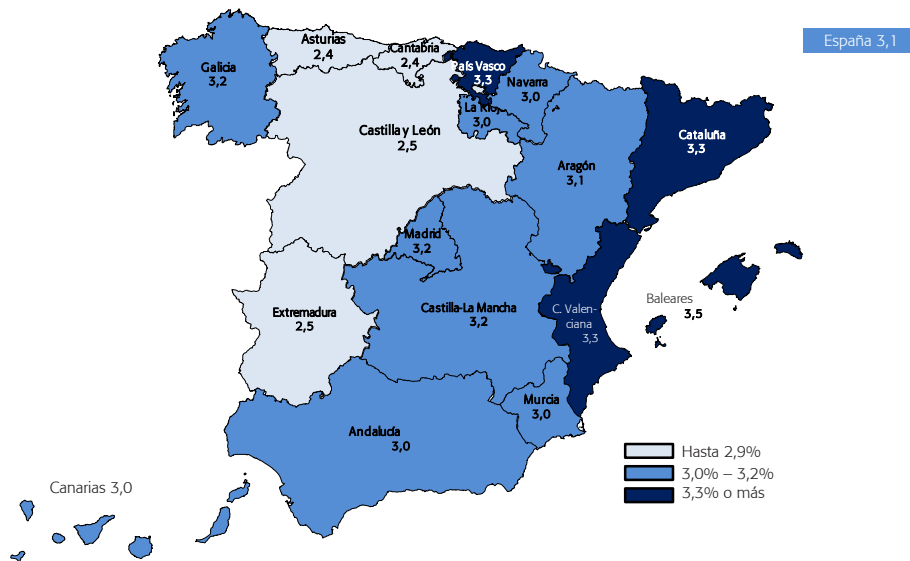 España 3,1
Asturias
2,4
Cantabria
2,4
País Vasco
3,3
Galicia
3,2
Navarra
3,0
La Rio
3,0
Castilla y León
2,5
Cataluña
3,3
Aragón
3,1
Madrid
3,2
Baleares
3,5
Castilla-La Mancha
3,2
C. Valen-
ciana
3,3
Extremadura
2,5
Murcia
3,0
Andalucía
3,0
Hasta 2,9%
3,0% – 3,2%
3,3% o más
Canarias 3,0